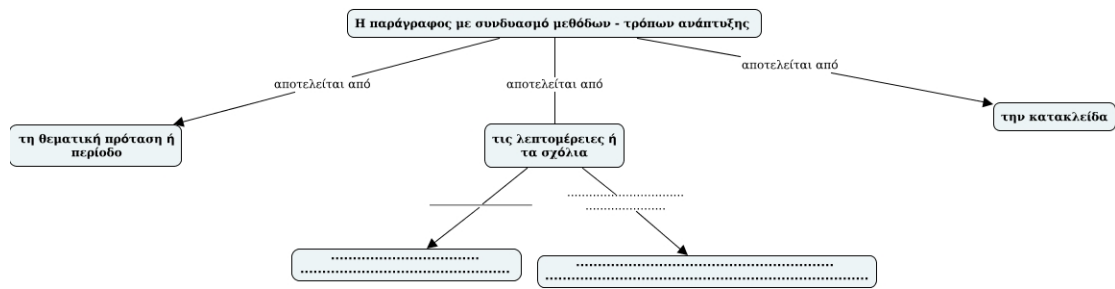 Η παράγραφος με συνδυασμό μεθόδων - τρόπων ανάπτυξης
αποτελείται από
αποτελείται από
αποτελείται από
τη θεματική πρόταση ή
περίοδο
τις λεπτομέρειες ή
τα σχόλια
την κατακλείδα